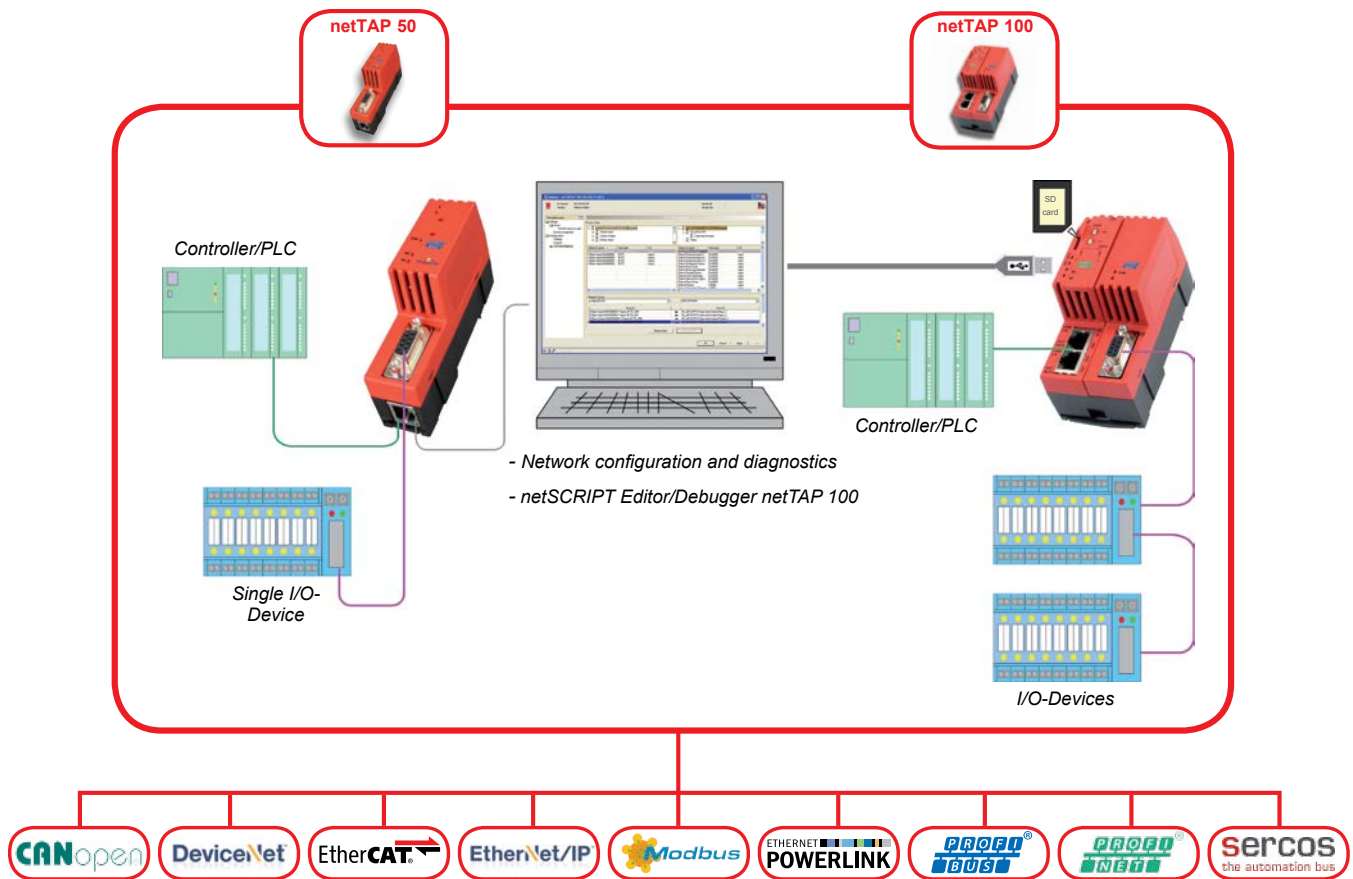 netTAP 50
netTAP 100
SD
card
Controller/PLC
Controller/PLC
- Network configuration and diagnostics
- netSCRIPT Editor/Debugger netTAP 100
Single I/O-
Device
I/O-Devices
CANopen
DeviceNet
EtherCAT®
EtherNet/IP
Modbus
ETHERNET
POWERLINK
PROFI®
BUS
PROFI®
NET
sercos
the automation bus